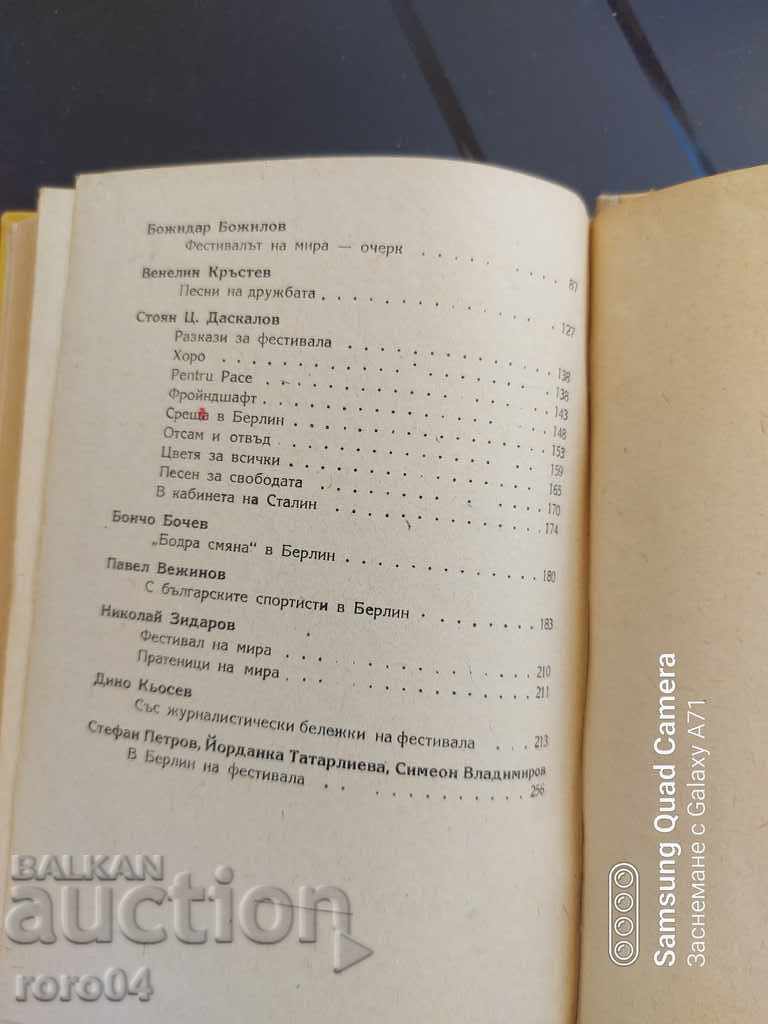 Божидар Божилов
Фестивалът на мира — очерк . . . . . . . 87
Венелин Кръстев
Песни на дружбата . . . . . . . . . . . 127
Стоян Ц. Даскалов
Разкази за фестивала . . . . . . . . . . 138
Хоро . . . . . . . . . . . . . . . . . 138
Pentru Pace . . . . . . . . . . . . . . 143
Фройндшафт . . . . . . . . . . . . . . 148
Среща в Берлин . . . . . . . . . . . . 153
Отсам и отвъд . . . . . . . . . . . . . 159
Цветя за всички . . . . . . . . . . . . 165
Песен за свободата . . . . . . . . . . . 170
В кабинета на Сталин . . . . . . . . . . 174
Бончо Бочев
„Бодра смяна" в Берлин . . . . . . . . . 180
Павел Вежинов
С българските спортисти в Берлин . . . . . 183
Николай Зидаров
Фестивал на мира . . . . . . . . . . . 210
Пратеници на мира . . . . . . . . . . . 211
Дино Кьосев
Със журналистически бележки на фестивала . . . 213
Стефан Петров, Йорданка Татарлиева, Симеон Владимиров
В Берлин на фестивала . . . . . . . . . 256
BALKAN
auction
roro04
Samsung Quad Camera
Заснемане с Galaxy A71